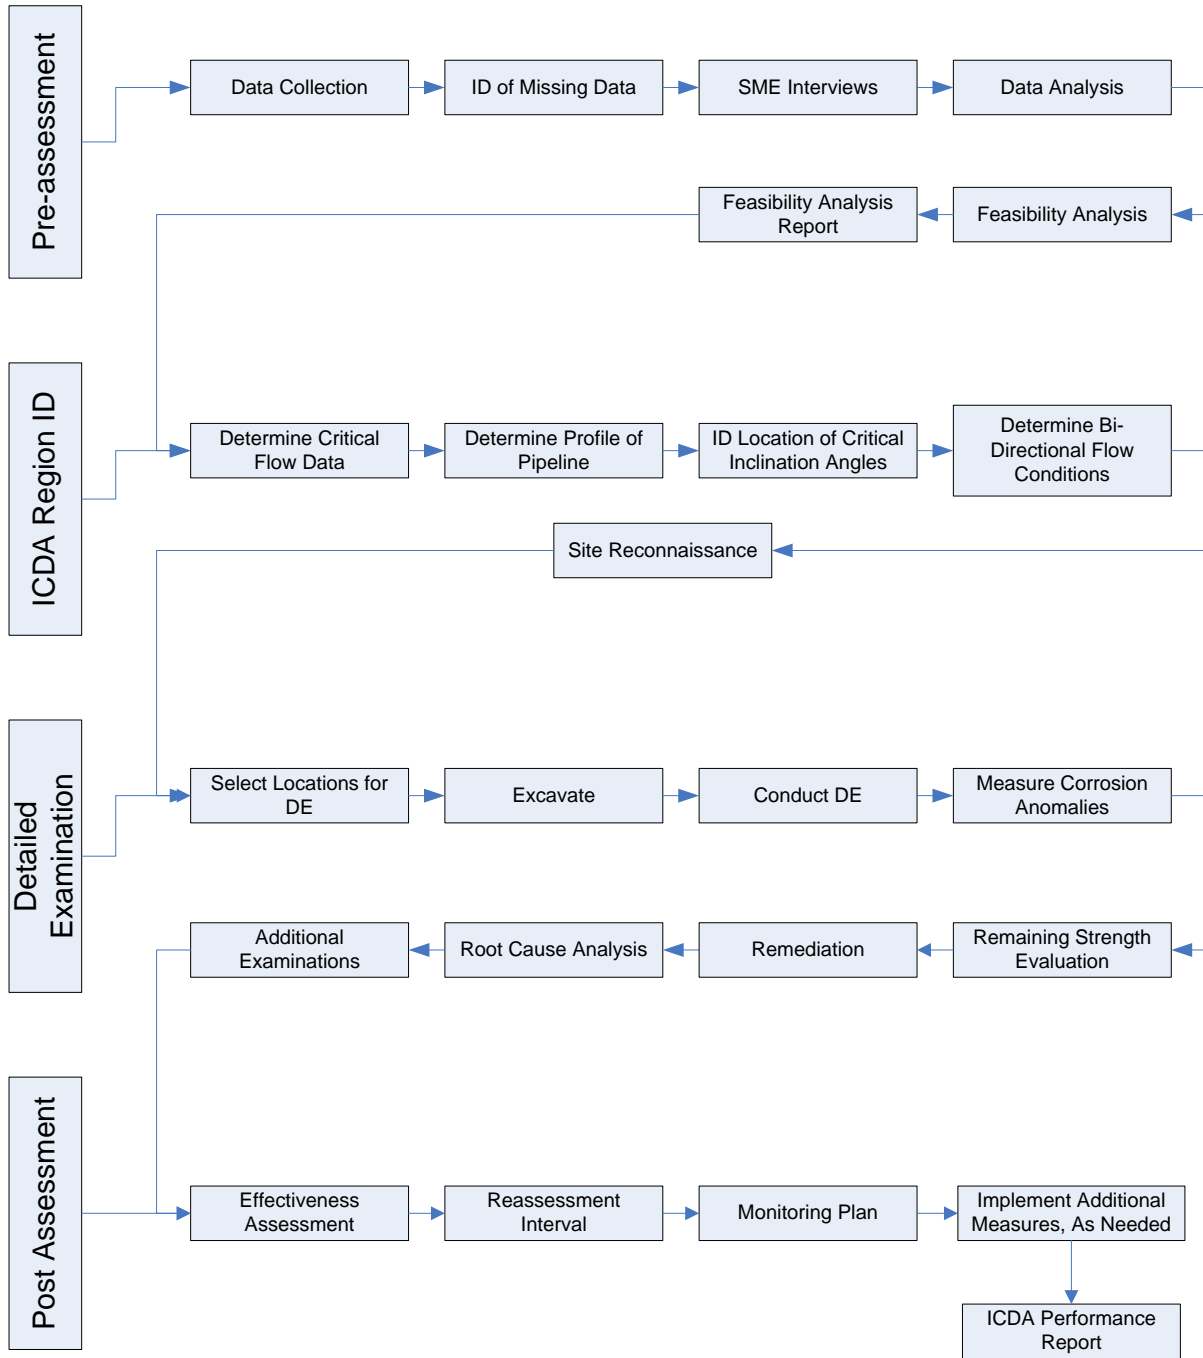 Pre-assessment
Data Collection
ID of Missing Data
SME Interviews
Data Analysis
Feasibility Analysis
Report
Feasibility Analysis
ICDA Region ID
Determine Critical
Flow Data
Determine Profile of
Pipeline
ID Location of Critical
Inclination Angles
Determine Bi-
Directional Flow
Conditions
Site Reconnaissance
Detailed
Examination
Select Locations for
DE
Excavate
Conduct DE
Measure Corrosion
Anomalies
Additional
Examinations
Root Cause Analysis
Remediation
Remaining Strength
Evaluation
Post Assessment
Effectiveness
Assessment
Reassessment
Interval
Monitoring Plan
Implement Additional
Measures, As Needed
ICDA Performance
Report